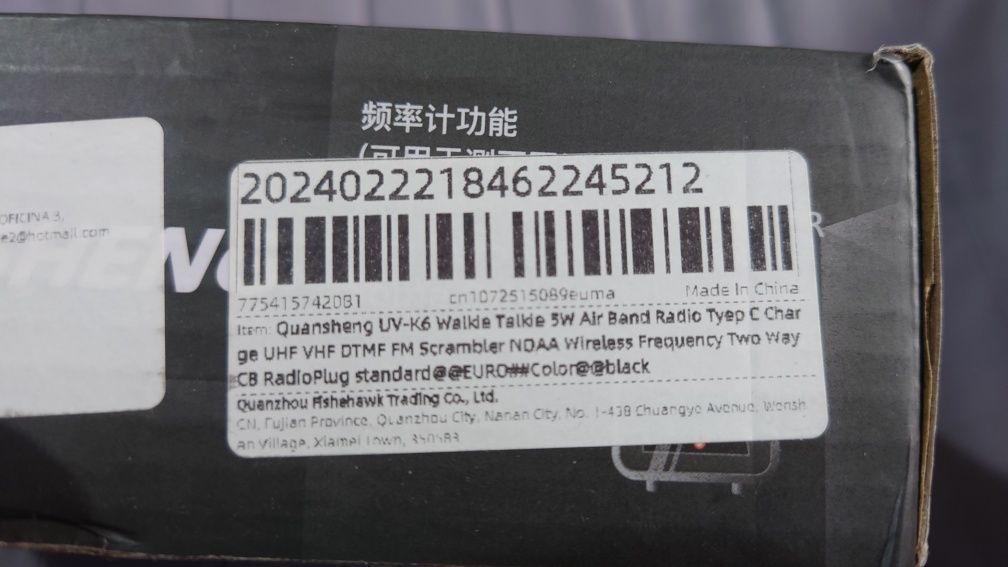 频率计功能
OFICINA 3,
e2@hotmail.com
2024022218462245212
R
77541574208​1
cn1072515089euma
Made In China
Item: Quansheng UV-K6 Walkie Talkie 5W Air Band Radio Tyep C Char
ge UHF VHF DTMF FM Scrambler NOAA Wireless Frequency Two Way
CB RadioPlug standard@@EURO##Color@@black
Quanzhou Fishehawk Trading Co., Ltd.
CN, Fujian Province, Quanzhou City, Nanan City, No. 1-438 Chuangye Avenue, Wensh
an Village, Xiamei Town, 350583